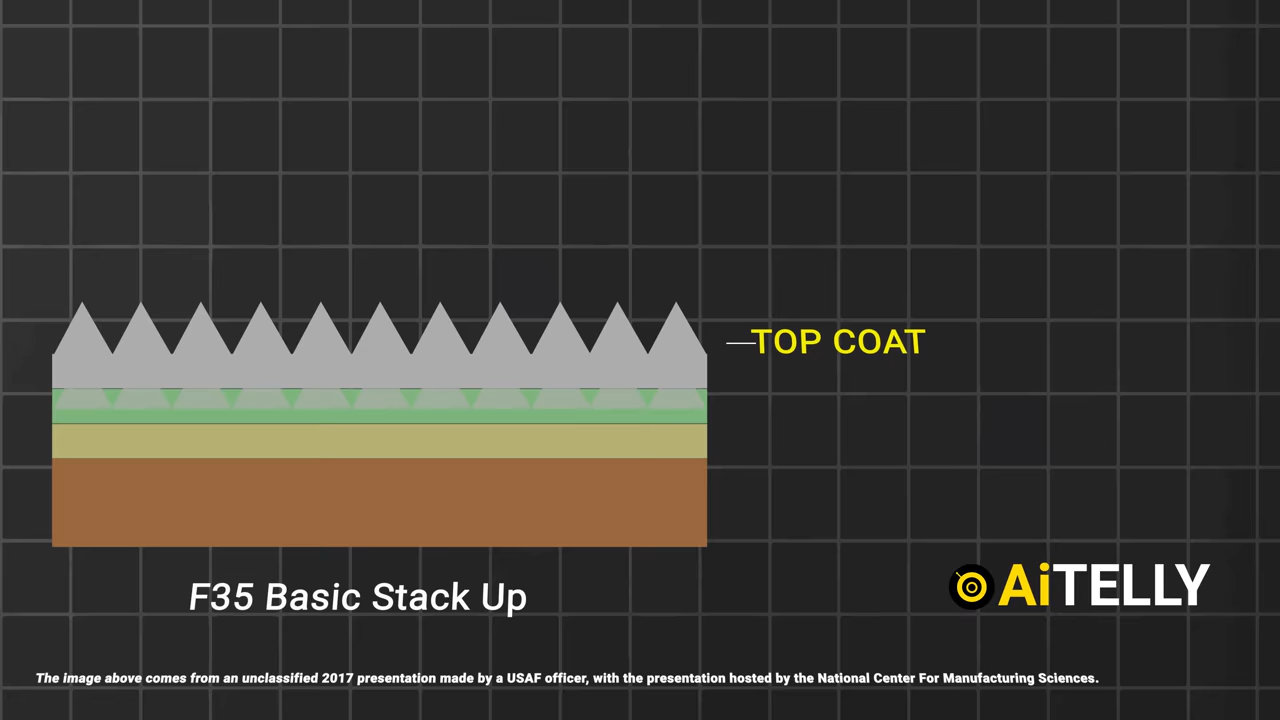 TOP COAT
F35 Basic Stack Up
AiTELLY
The image above comes from an unclassified 2017 presentation made by a USAF officer, with the presentation hosted by the National Center For Manufacturing Sciences.